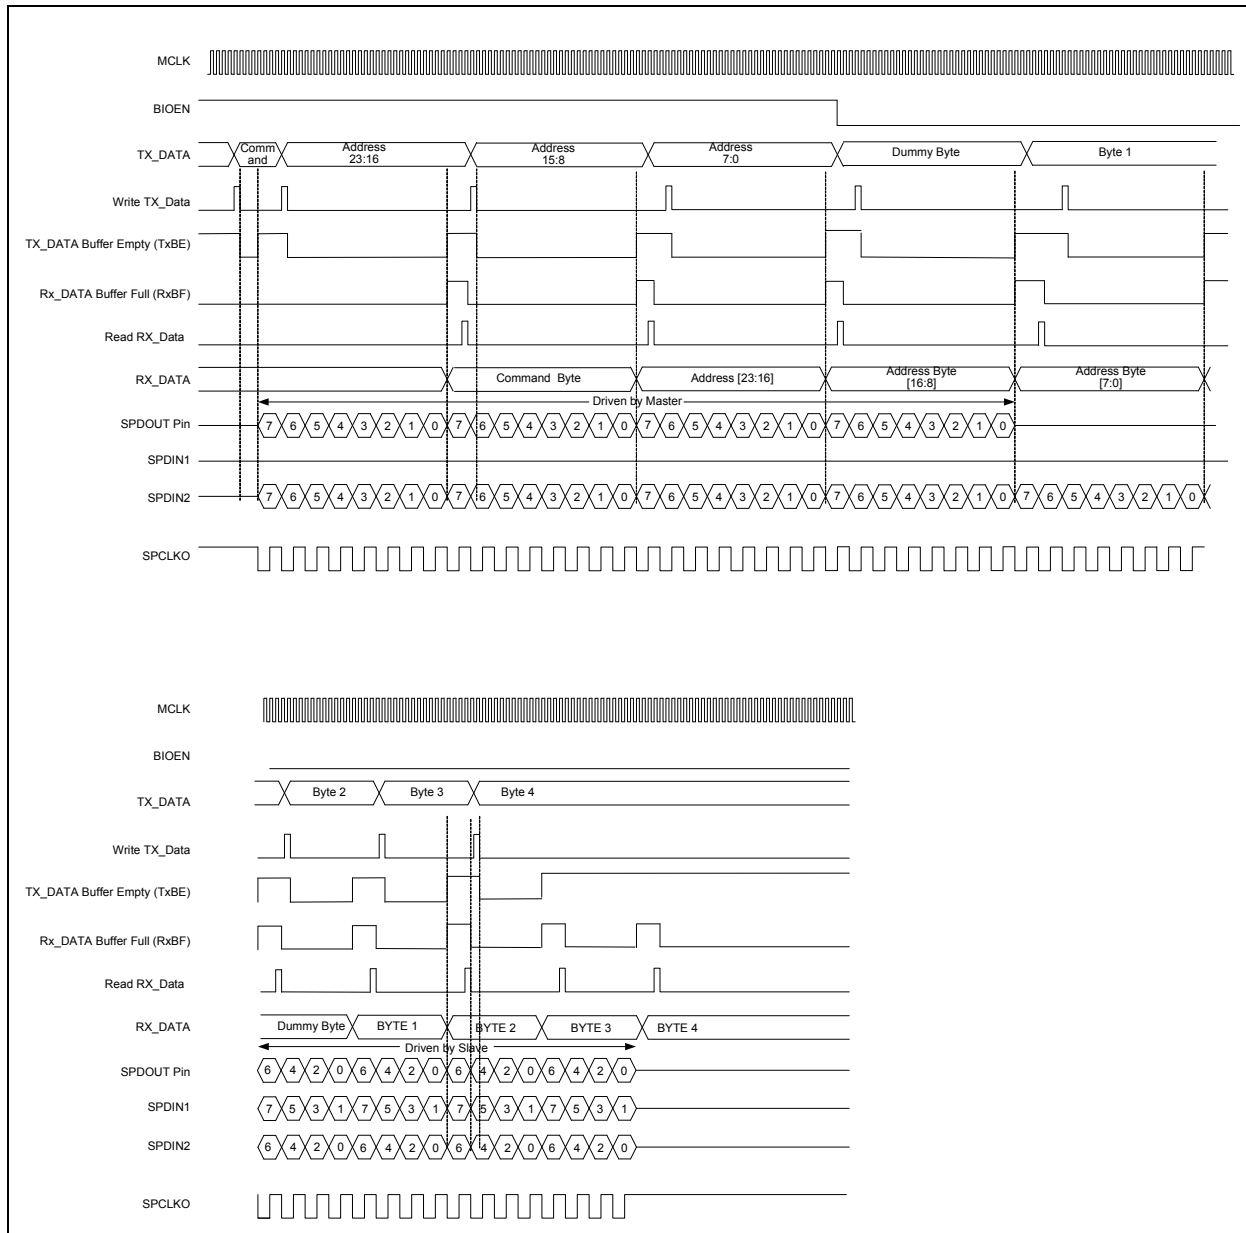 MCLK
BIOEN
TX_DATA
Comm
and
Address
23:16
Address
15:8
Address
7:0
Dummy Byte
Byte 1
Write TX_Data
TX_DATA Buffer Empty (TxBE)
Rx_DATA Buffer Full (RxBF)
Read RX_Data
RX_DATA
Command Byte
Address [23:16]
Address Byte
[16:8]
Address Byte
[7:0]
Driven by Master
SPDOUT Pin
7 6 5 4 3 2 1 0 7 6 5 4 3 2 1 0 7 6 5 4 3 2 1 0 7 6 5 4 3 2 1 0
SPDIN1
SPDIN2
7 6 5 4 3 2 1 0 7 6 5 4 3 2 1 0 7 6 5 4 3 2 1 0 7 6 5 4 3 2 1 0 7 6 5 4 3 2 1 0
SPCLKO
MCLK
BIOEN
TX_DATA
Byte 2
Byte 3
Byte 4
Write TX_Data
TX_DATA Buffer Empty (TxBE)
Rx_DATA Buffer Full (RxBF)
Read RX_Data
RX_DATA
Dummy Byte
BYTE 1
BYTE 2
BYTE 3
BYTE 4
Driven by Slave
SPDOUT Pin
6 4 2 0 6 4 2 0 6 4 2 0 6 4 2 0
SPDIN1
7 5 3 1 7 5 3 1 7 5 3 1 7 5 3 1
SPDIN2
6 4 2 0 6 4 2 0 6 4 2 0 6 4 2 0
SPCLKO